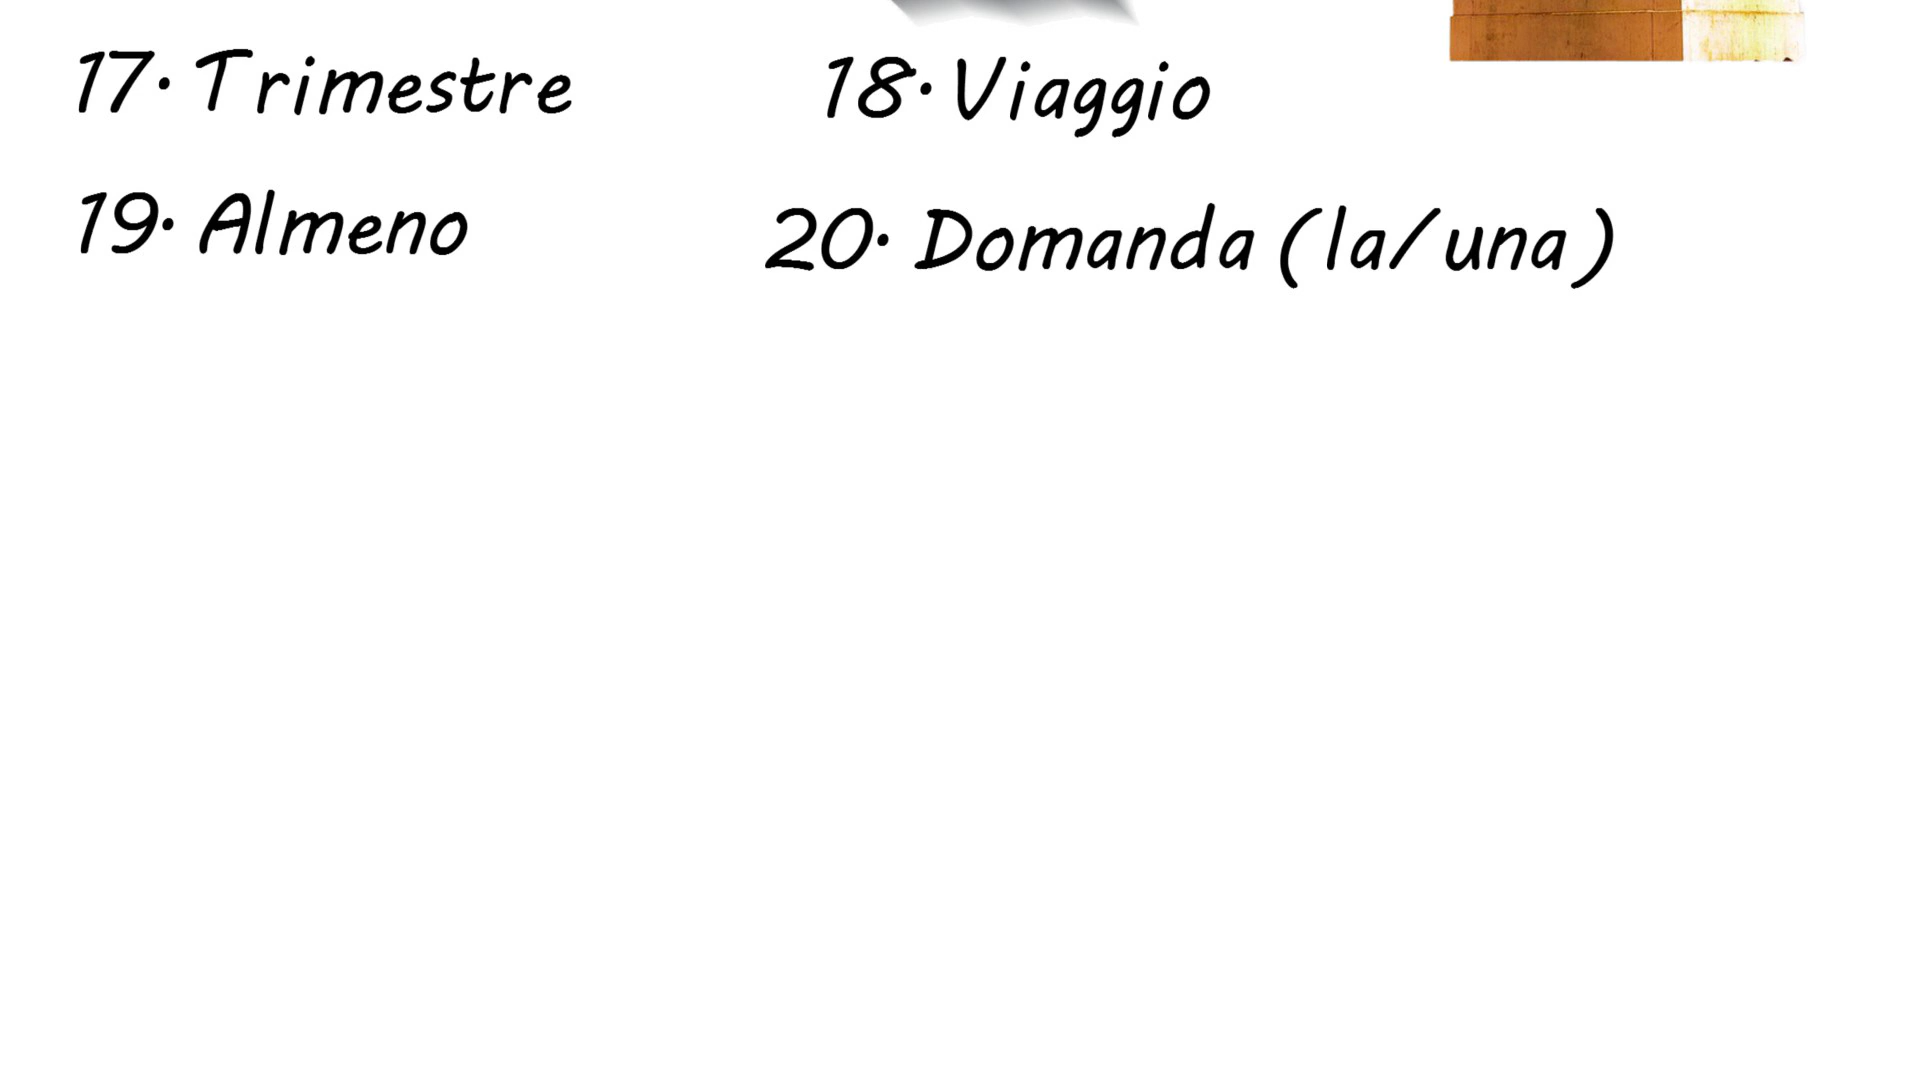 17. Trimestre
18. Viaggio
19. Almeno
20. Domanda (la/una)